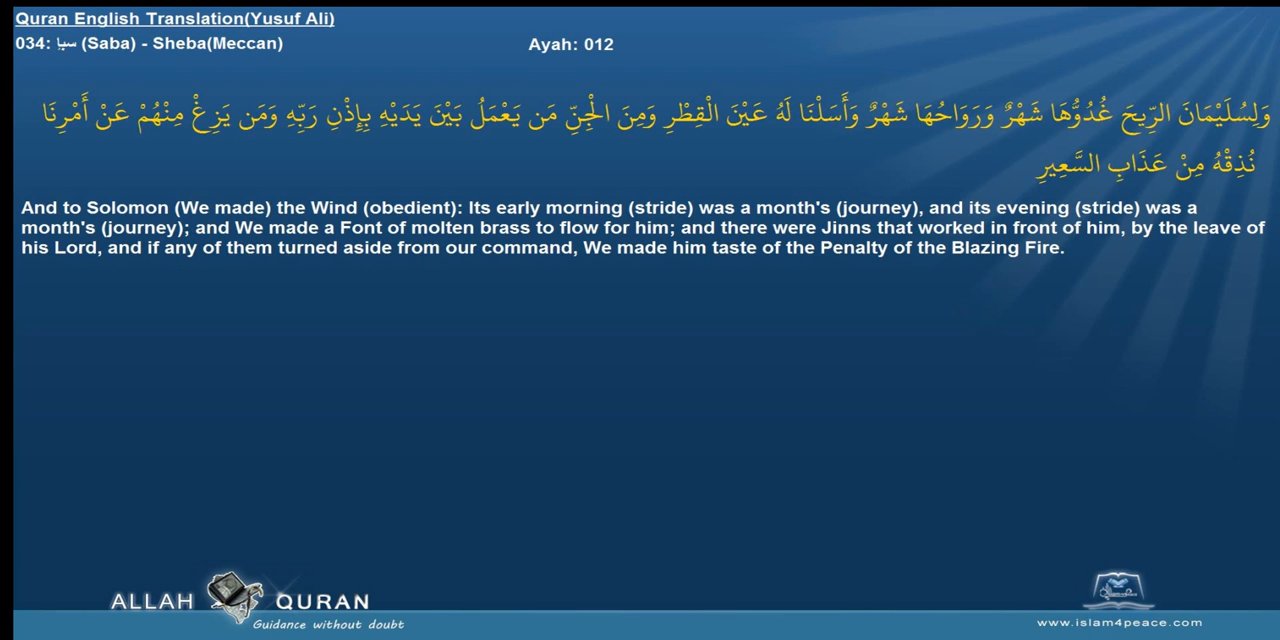 Quran English Translation(Yusuf Ali)
034: سبإ (Saba) - Sheba(Meccan)
Ayah: 012
وَلِسُلَيْمَانَ الرِّيحَ غُدُوُّهَا شَهْرٌ وَرَوَاحُهَا شَهْرٌ وَأَسَلْنَا لَهُ عَيْنَ الْقِطْرِ وَمِنَ الْجِنِّ مَن يَعْمَلُ بَيْنَ يَدَيْهِ بِإِذْنِ رَبِّهِ وَمَن يَزِغْ مِنْهُمْ عَنْ أَمْرِنَا
نُذِقْهُ مِنْ عَذَابِ السَّعِيرِ
And to Solomon (We made) the Wind (obedient): Its early morning (stride) was a month's (journey), and its evening (stride) was a
month's (journey); and We made a Font of molten brass to flow for him; and there were Jinns that worked in front of him, by the leave of
his Lord, and if any of them turned aside from our command, We made him taste of the Penalty of the Blazing Fire.
ALLAH QURAN
Guidance without doubt
www.islam4peace.com